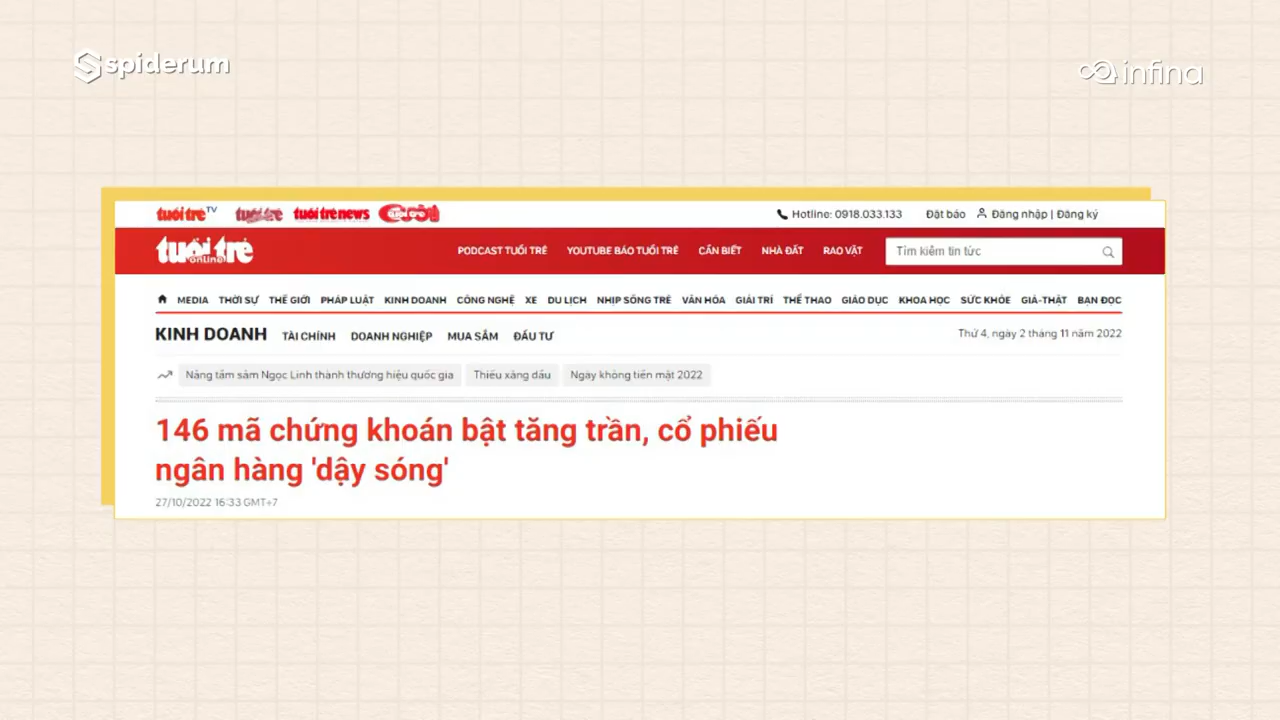 spiderum
infina
tuổi trẻ TV tuổi trẻ tuổi trẻ news tuổi trẻ cười
Hotline: 0918.033.133 Đặt báo Đăng nhập | Đăng ký
tuổi trẻ online
PODCAST TUỔI TRẺ YOUTUBE BÁO TUỔI TRẺ CẦN BIẾT NHÀ ĐẤT RAO VẶT Tìm kiếm tin tức
MEDIA THỜI SỰ THẾ GIỚI PHÁP LUẬT KINH DOANH CÔNG NGHỆ XE DU LỊCH NHỊP SỐNG TRẺ VĂN HÓA GIẢI TRÍ THỂ THAO GIÁO DỤC KHOA HỌC SỨC KHỎE GIẢ-THẬT BẠN ĐỌC
KINH DOANH TÀI CHÍNH DOANH NGHIỆP MUA SẮM ĐẦU TƯ Thứ 4, ngày 2 tháng 11 năm 2022
Nâng tầm sâm Ngọc Linh thành thương hiệu quốc gia Thiếu xăng dầu Ngày không tiền mặt 2022
146 mã chứng khoán bật tăng trần, cổ phiếu
ngân hàng 'dậy sóng'
27/10/2022 16:33 GMT+7